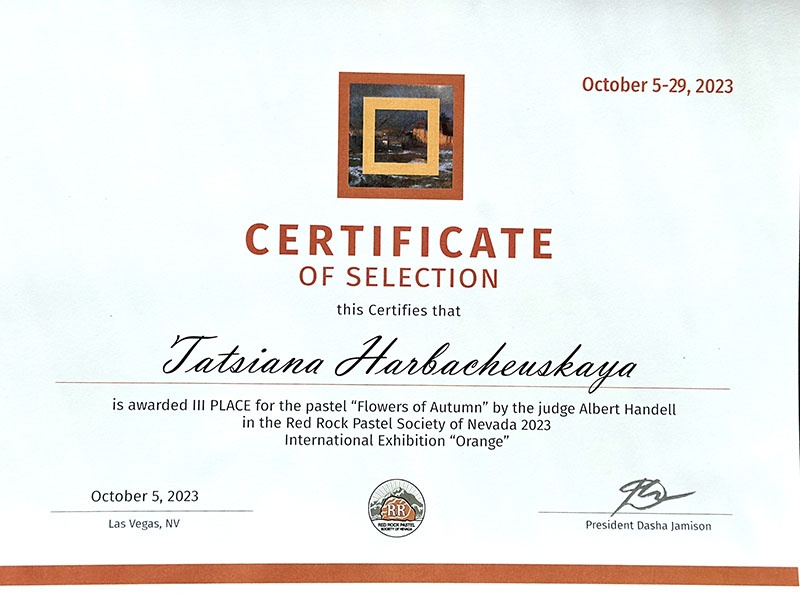 October 5-29, 2023
CERTIFICATE
OF SELECTION
this Certifies that
Tatsiana Harbacheuskaya
is awarded III PLACE for the pastel “Flowers of Autumn” by the judge Albert Handell
in the Red Rock Pastel Society of Nevada 2023
International Exhibition “Orange”
October 5, 2023
Las Vegas, NV
RR
RED ROCK PASTEL
SOCIETY OF NEVADA
President Dasha Jamison